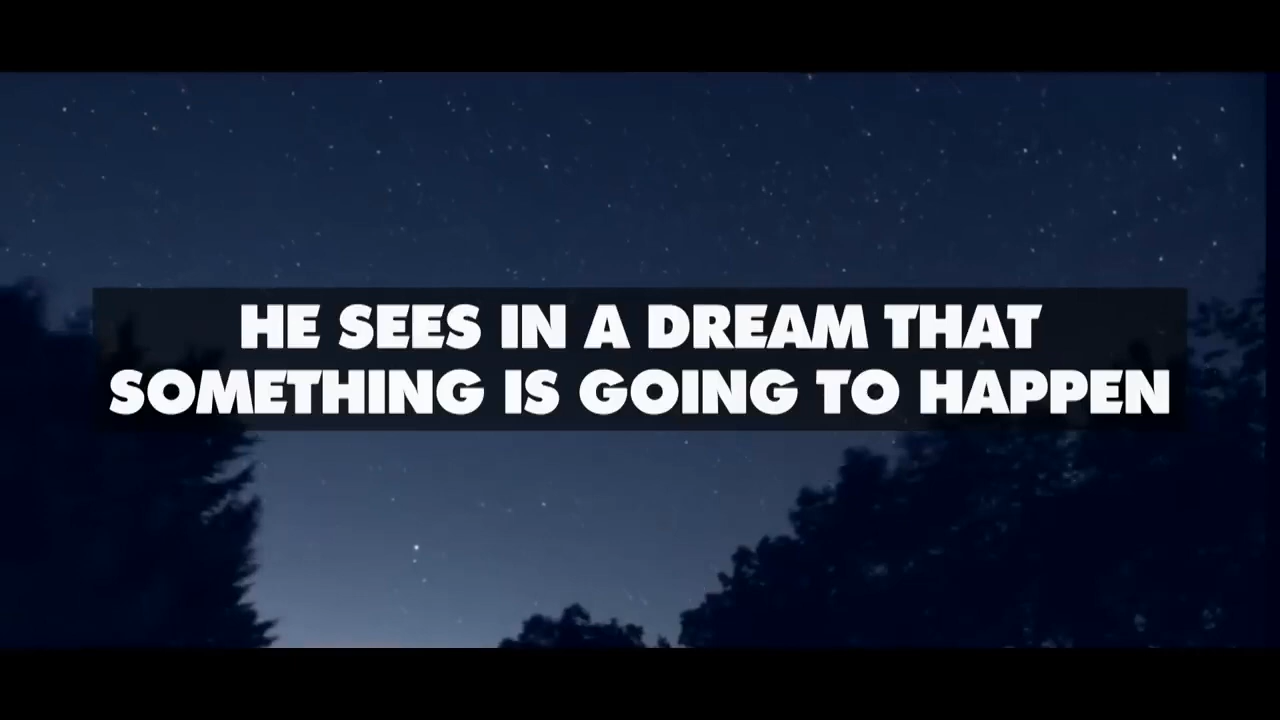 HE SEES IN A DREAM THAT
SOMETHING IS GOING TO HAPPEN